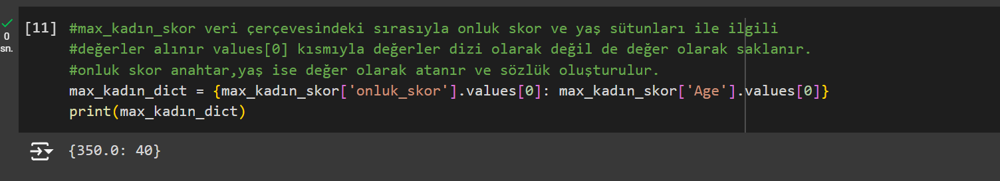 [11] #max_kadın_skor veri çerçevesindeki sırasıyla onluk skor ve yaş sütunları ile ilgili
0 #değerler alınır values[0] kısmıyla değerler dizi olarak değil de değer olarak saklanır.
sn. #onluk skor anahtar,yaş ise değer olarak atanır ve sözlük oluşturulur.
max_kadın_dict = {max_kadın_skor['onluk_skor'].values[0]: max_kadın_skor['Age'].values[0]}
print(max_kadın_dict)
{350.0: 40}